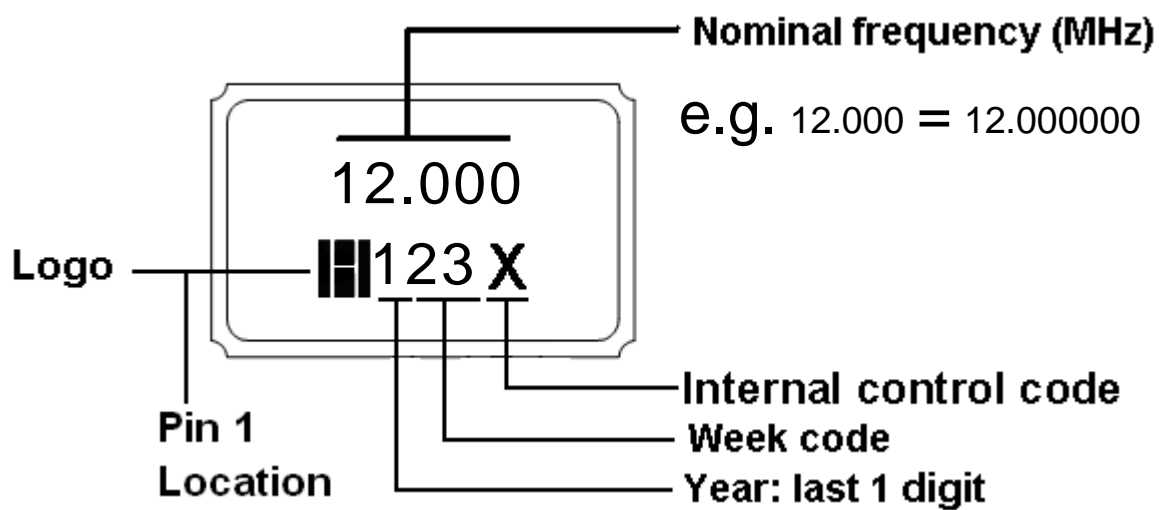 Nominal frequency (MHz)
e.g. 12.000 = 12.000000
12.000
Logo
123 X
Internal control code
Pin 1
Location
Week code
Year: last 1 digit